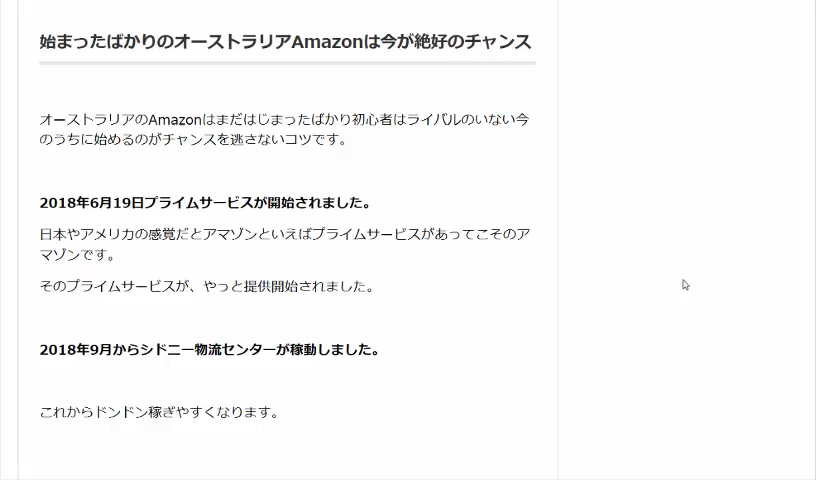 始まったばかりのオーストラリアAmazonは今が絶好のチャンス
オーストラリアのAmazonはまだはじまったばかり初心者はライバルのいない今
のうちに始めるのがチャンスを逃さないコツです。
2018年6月19日プライムサービスが開始されました。
日本やアメリカの感覚だとアマゾンといえばプライムサービスがあってこそのア
マゾンです。
そのプライムサービスが、やっと提供開始されました。
2018年9月からシドニー物流センターが稼動しました。
これからドンドン稼ぎやすくなります。